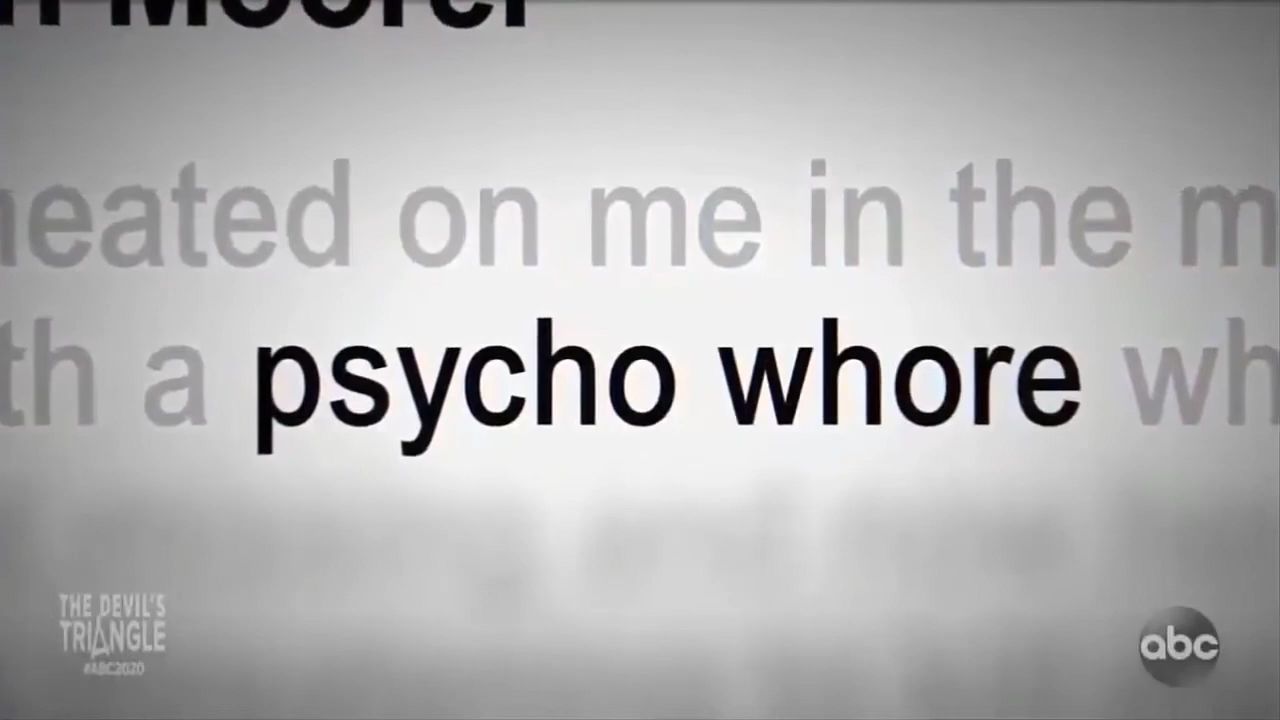 heated on me in the m
th a psycho whore wh
THE DEVIL'S
TRIANGLE
#ABC2020
abc